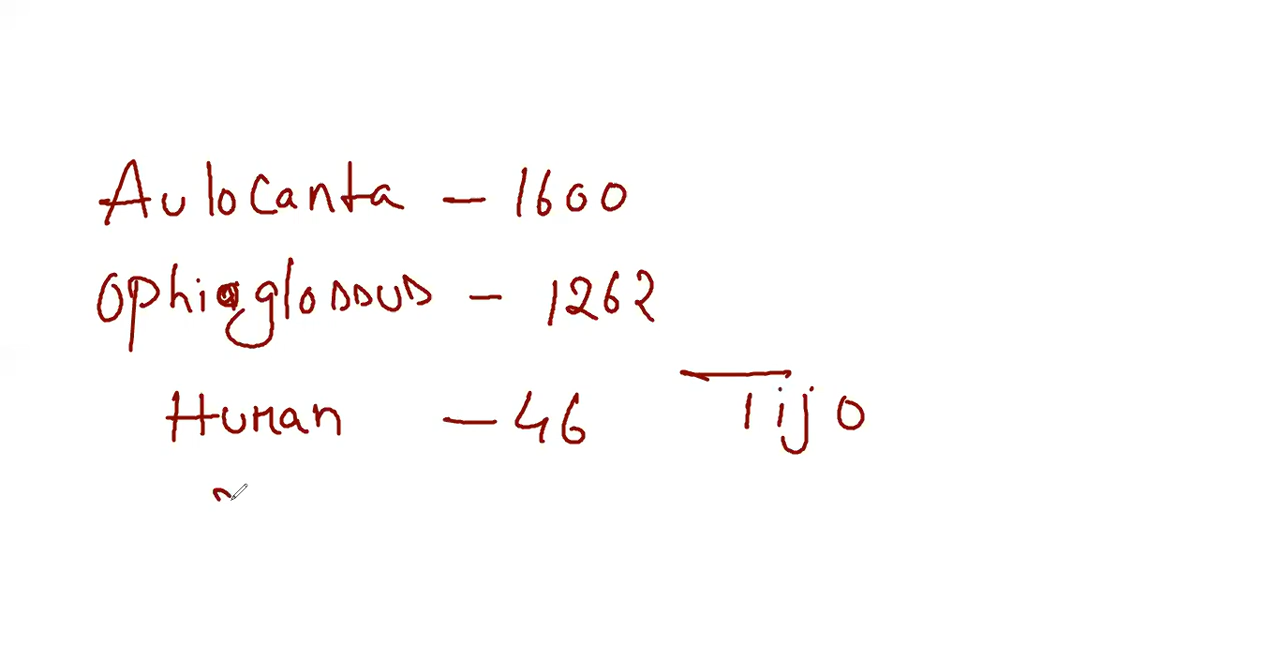 Aulocanta – 1600
Ophioglossus – 1262
Human – 46 Tijo